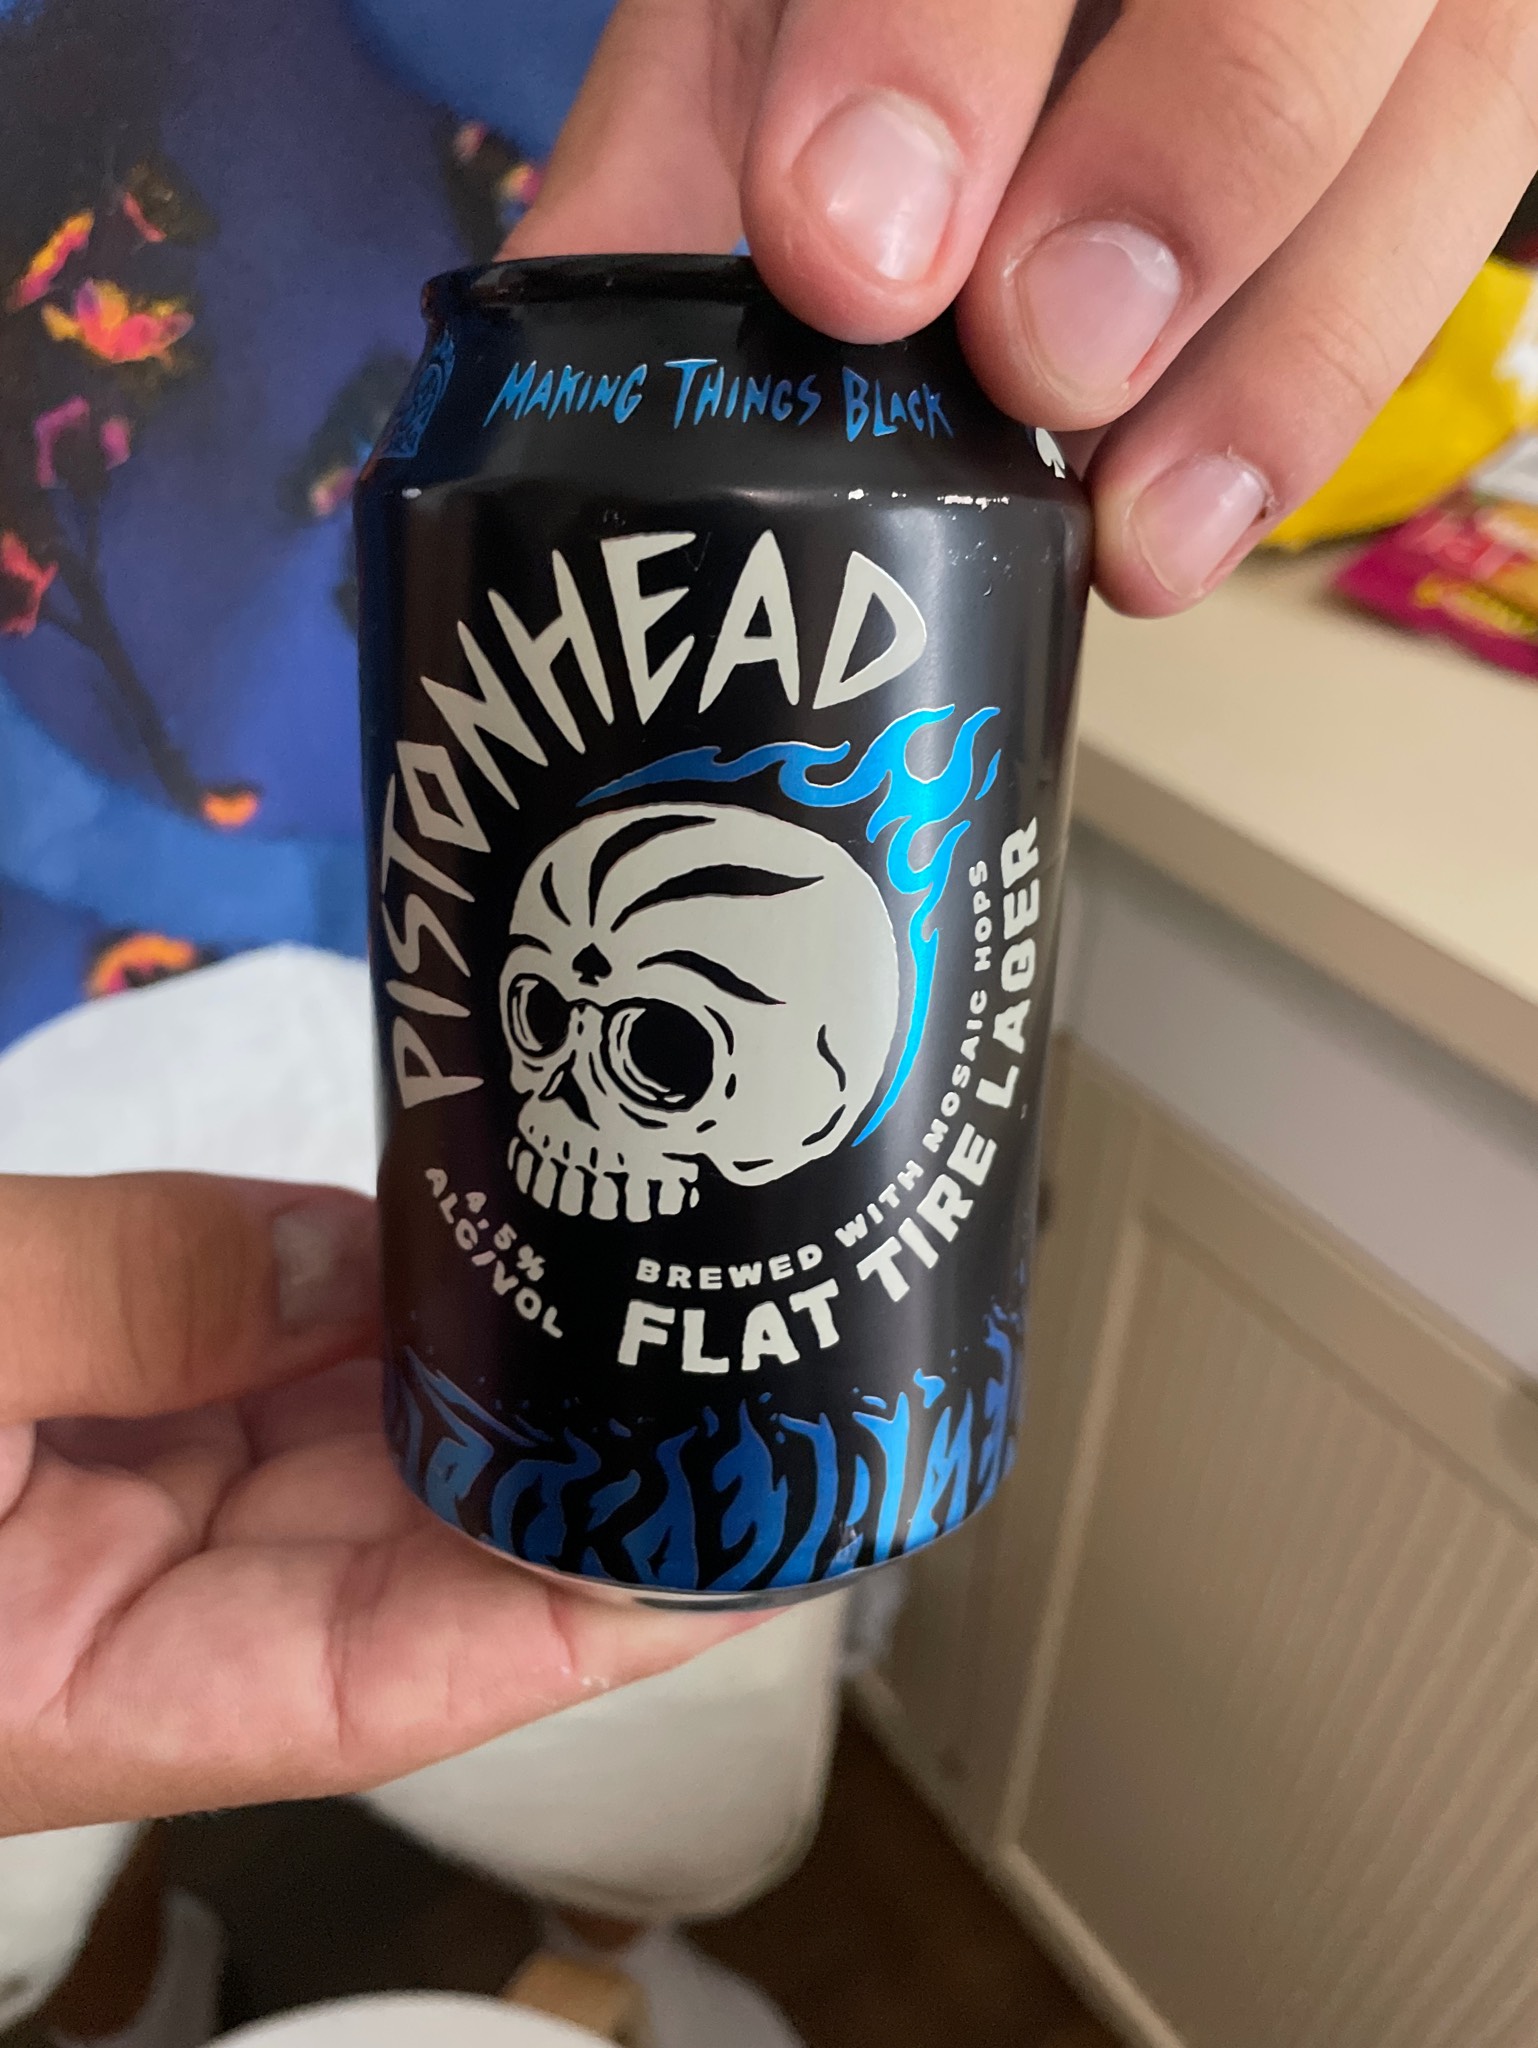 MAKING THINGS BLACK
PISTONHEAD
BREWED WITH MOSAIC HOPS
FLAT TIRE LAGER
4,5%
ALC/VOL